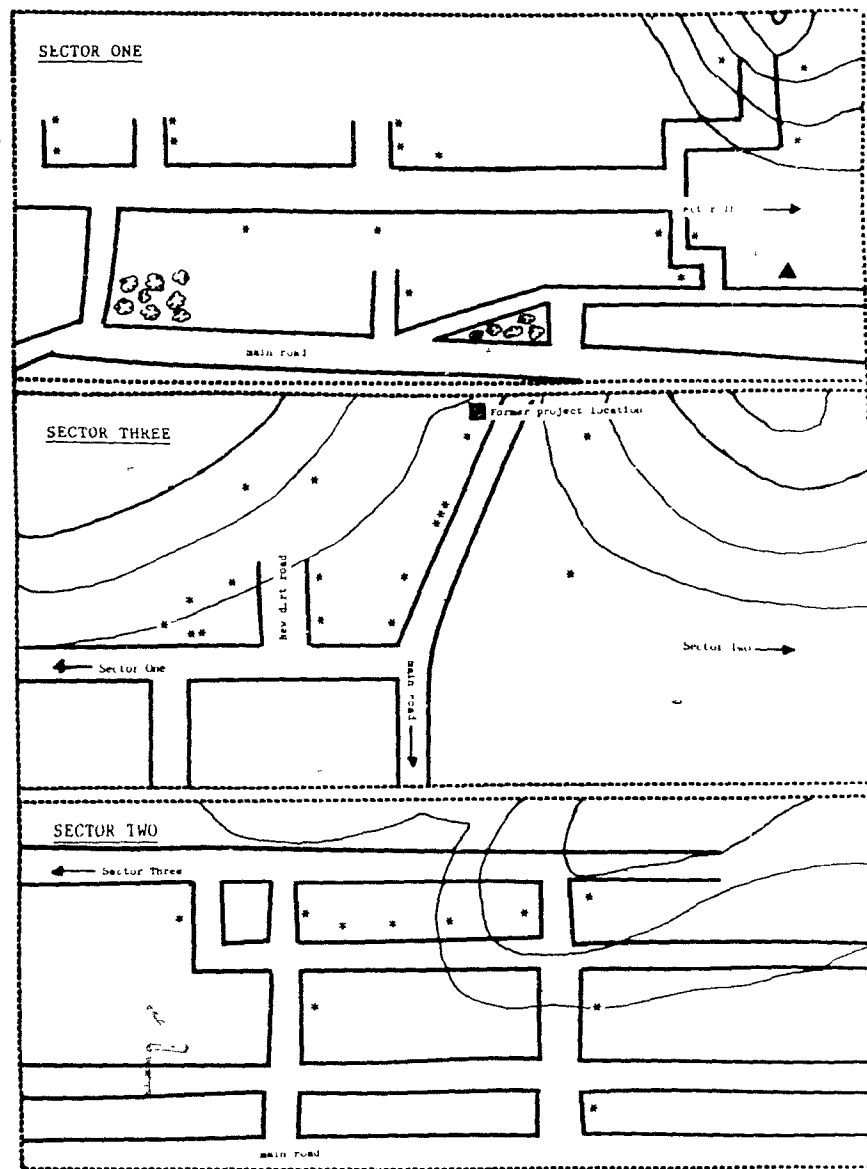 SECTOR ONE
main road
Former project location
SECTOR THREE
new dirt road
Sector Two
Sector One
main road
SECTOR TWO
Sector Three
main road